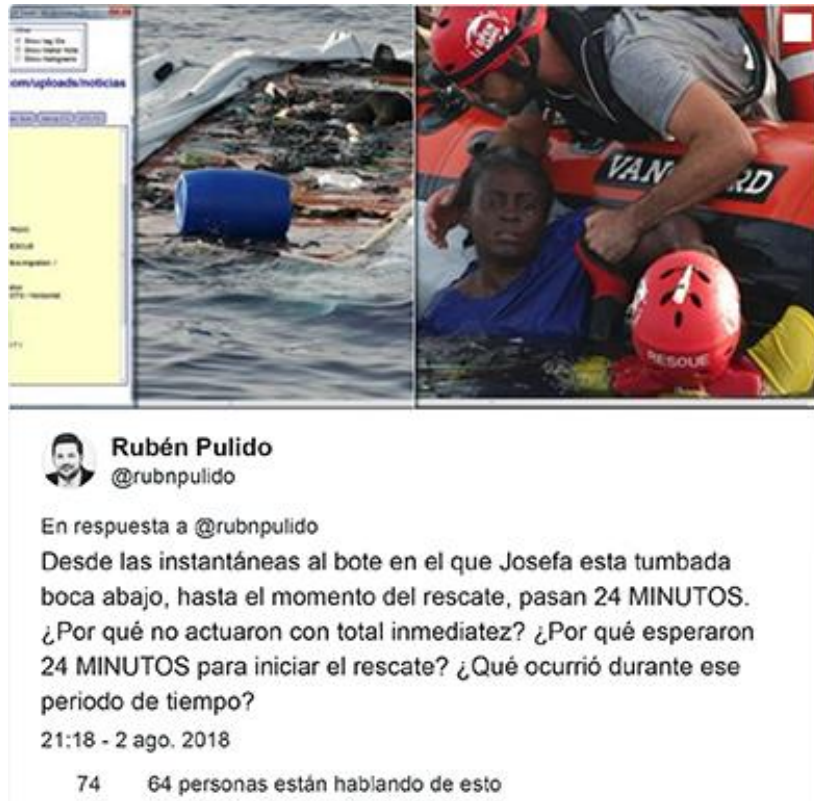 om/uploads/noticias
VANGUARD
RESCUE
Rubén Pulido
@rubnpulido
En respuesta a @rubnpulido
Desde las instantáneas al bote en el que Josefa esta tumbada
boca abajo, hasta el momento del rescate, pasan 24 MINUTOS.
¿Por qué no actuaron con total inmediatez? ¿Por qué esperaron
24 MINUTOS para iniciar el rescate? ¿Qué ocurrió durante ese
periodo de tiempo?
21:18 - 2 ago. 2018
74 64 personas están hablando de esto